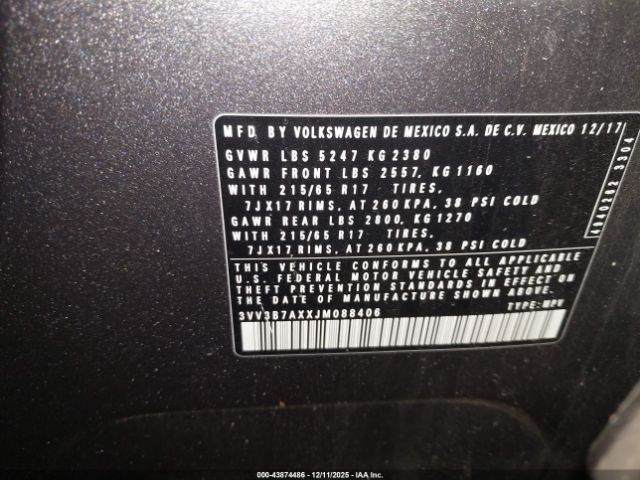 MFD BY VOLKSWAGEN DE MEXICO S.A. DE C.V. MEXICO 12/17
GVWR LBS 5247 KG 2380
GAWR FRONT LBS 2557, KG 1160
WITH 215/65 R17 TIRES,
7JX17 RIMS, AT 260 KPA, 38 PSI COLD
GAWR REAR LBS 2800, KG 1270
WITH 215/65 R17 TIRES,
7JX17 RIMS, AT 260 KPA, 38 PSI COLD
THIS VEHICLE CONFORMS TO ALL APPLICABLE
U.S. FEDERAL MOTOR VEHICLE SAFETY AND
THEFT PREVENTION STANDARDS IN EFFECT ON
THE DATE OF MANUFACTURE SHOWN ABOVE.
3VV3B7AXXJM088406 TYPE: MPV
000-43874486 - 12/11/2025 - IAA Inc.